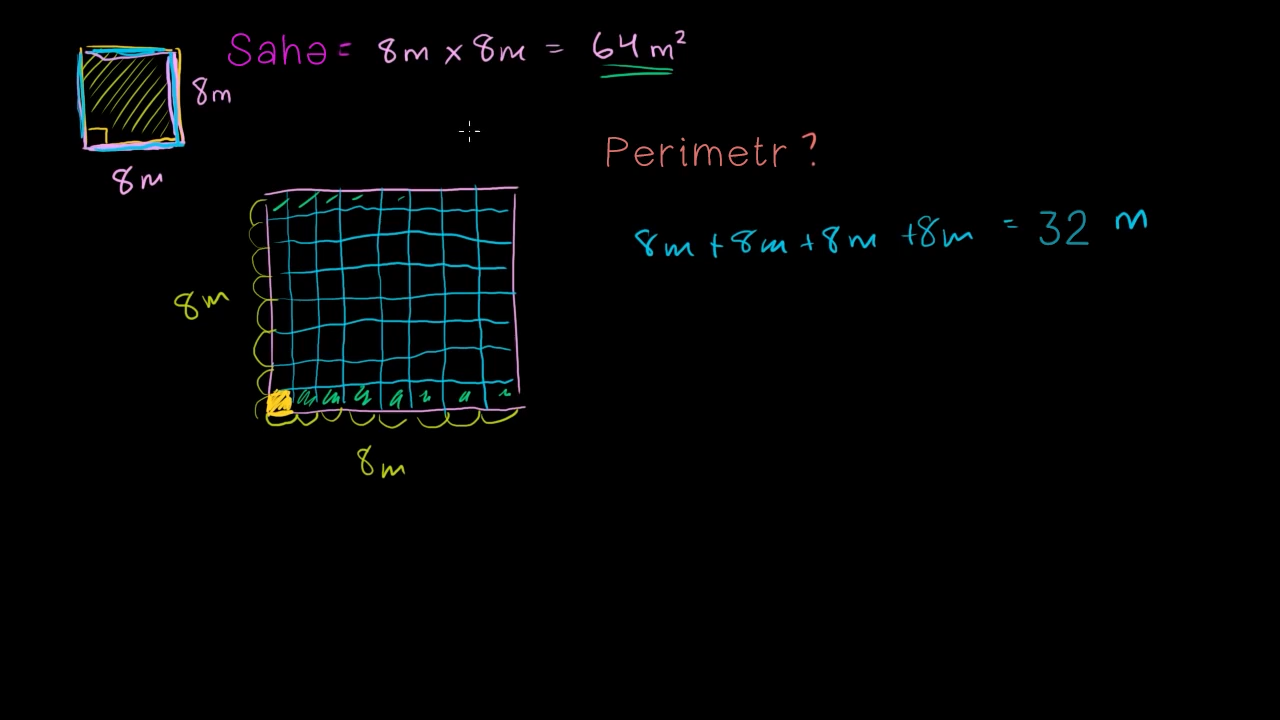 Sahə = 8m x 8m = 64 m²
8m
8m
Perimetr ?
8m + 8m + 8m + 8m = 32 m
8m
8m